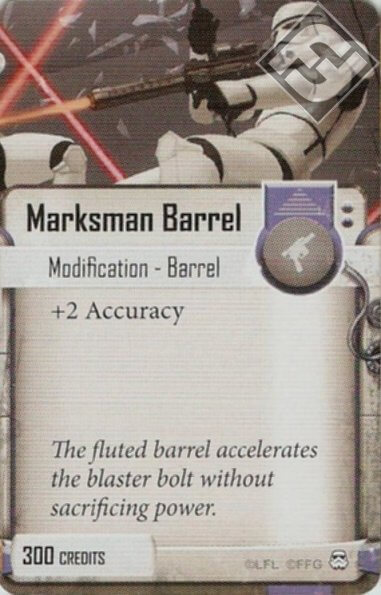 Marksman Barrel
Modification - Barrel
+2 Accuracy
The fluted barrel accelerates
the blaster bolt without
sacrificing power.
300 CREDITS
©LFL ©FFG